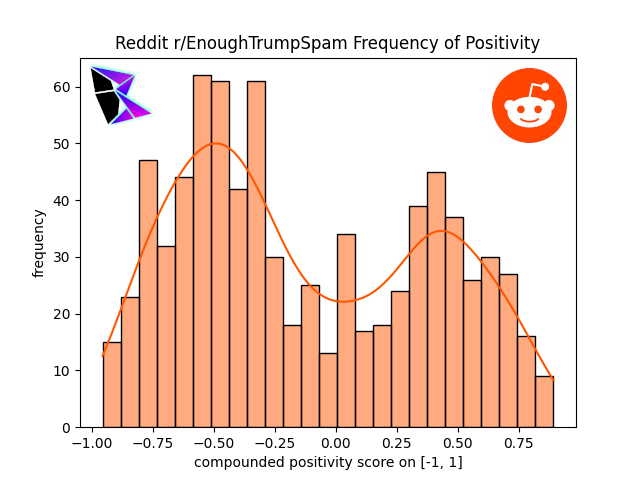 Reddit r/EnoughTrumpSpam Frequency of Positivity
60
50
40
30
20
10
0
frequency
−1.00 −0.75 −0.50 −0.25 0.00 0.25 0.50 0.75
compounded positivity score on [-1, 1]